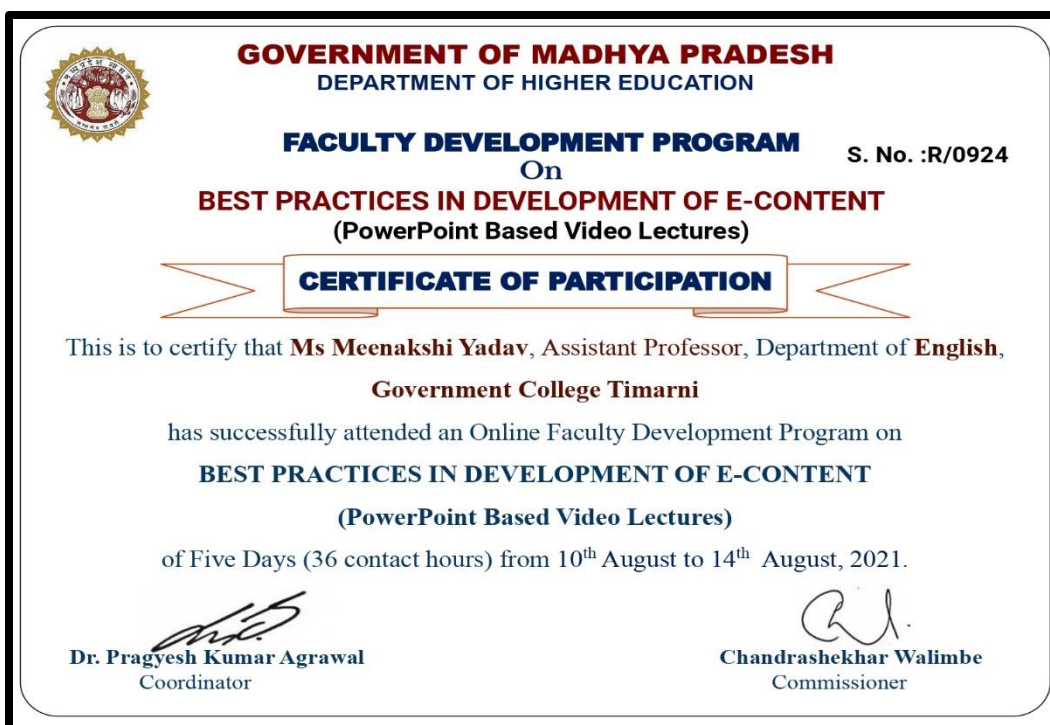 GOVERNMENT OF MADHYA PRADESH
DEPARTMENT OF HIGHER EDUCATION
FACULTY DEVELOPMENT PROGRAM
S. No. :R/0924
On
BEST PRACTICES IN DEVELOPMENT OF E-CONTENT
(PowerPoint Based Video Lectures)
CERTIFICATE OF PARTICIPATION
This is to certify that Ms Meenakshi Yadav, Assistant Professor, Department of English,
Government College Timarni
has successfully attended an Online Faculty Development Program on
BEST PRACTICES IN DEVELOPMENT OF E-CONTENT
(PowerPoint Based Video Lectures)
of Five Days (36 contact hours) from 10th August to 14th August, 2021.
Dr. Pragyesh Kumar Agrawal
Coordinator
Chandrashekhar Walimbe
Commissioner